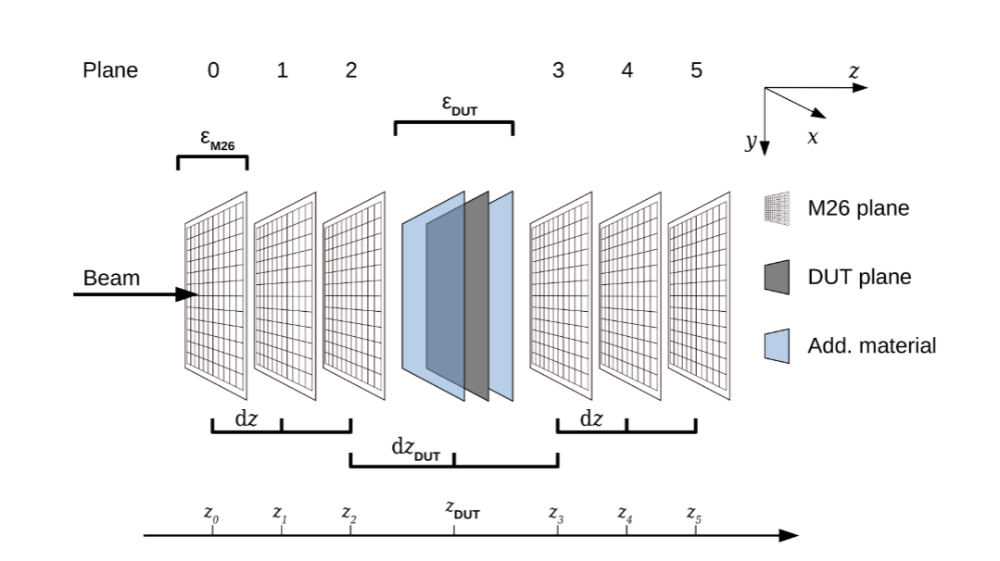 Plane 0 1 2 3 4 5
z
ε_DUT
x
y
ε_M26
M26 plane
DUT plane
Beam
Add. material
dz dz
dz_DUT
z_0 z_1 z_2 z_DUT z_3 z_4 z_5